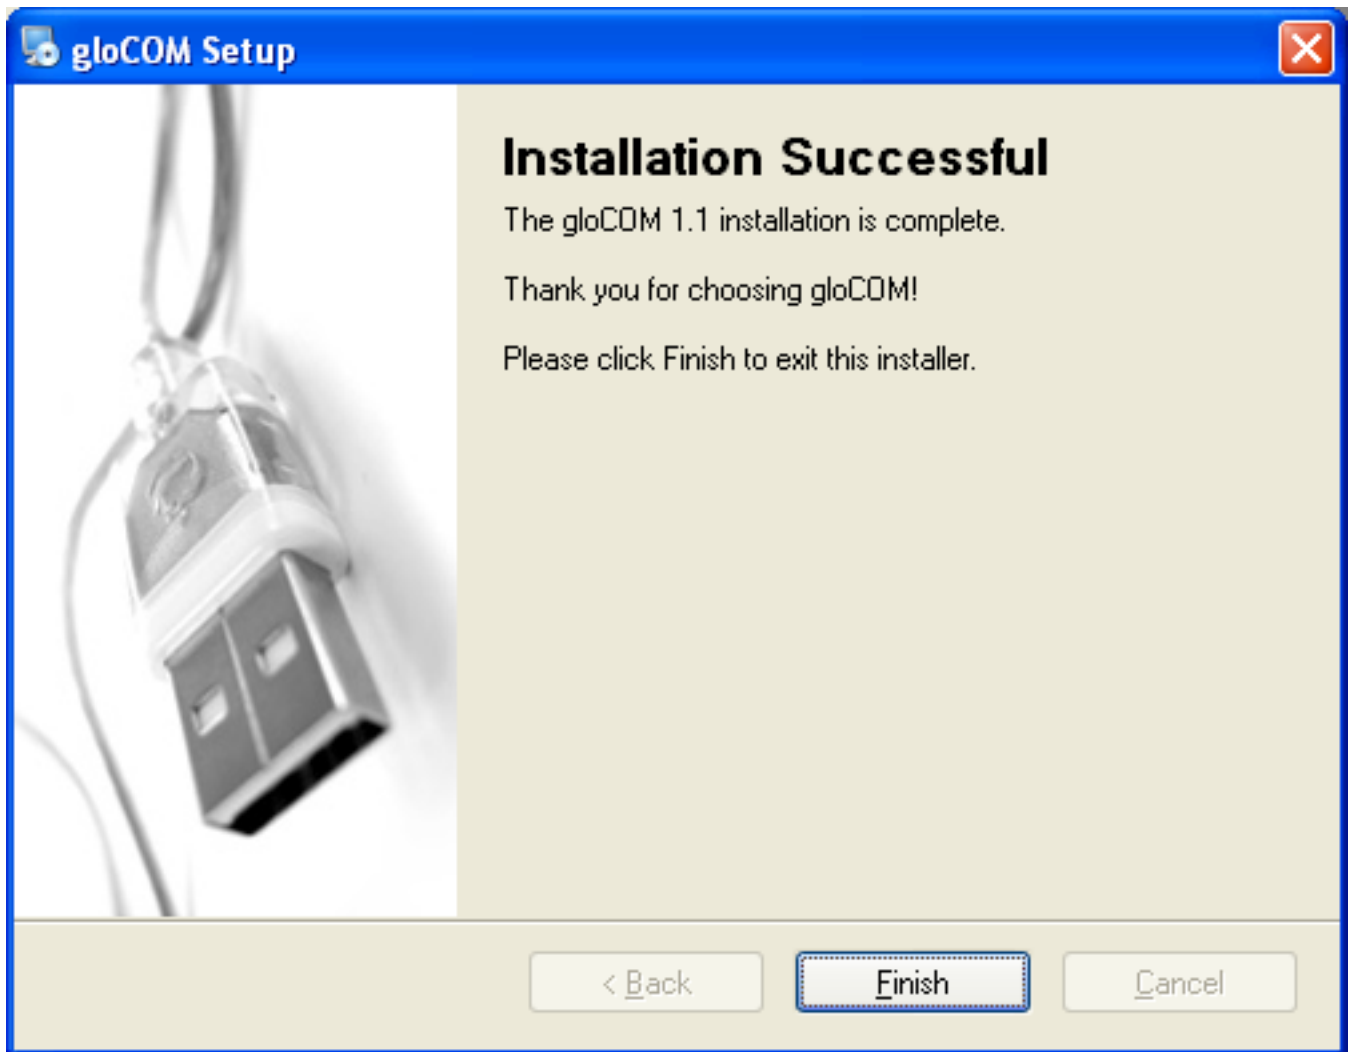 gloCOM Setup
Installation Successful
The gloCOM 1.1 installation is complete.
Thank you for choosing gloCOM!
Please click Finish to exit this installer.
< Back
Finish
Cancel